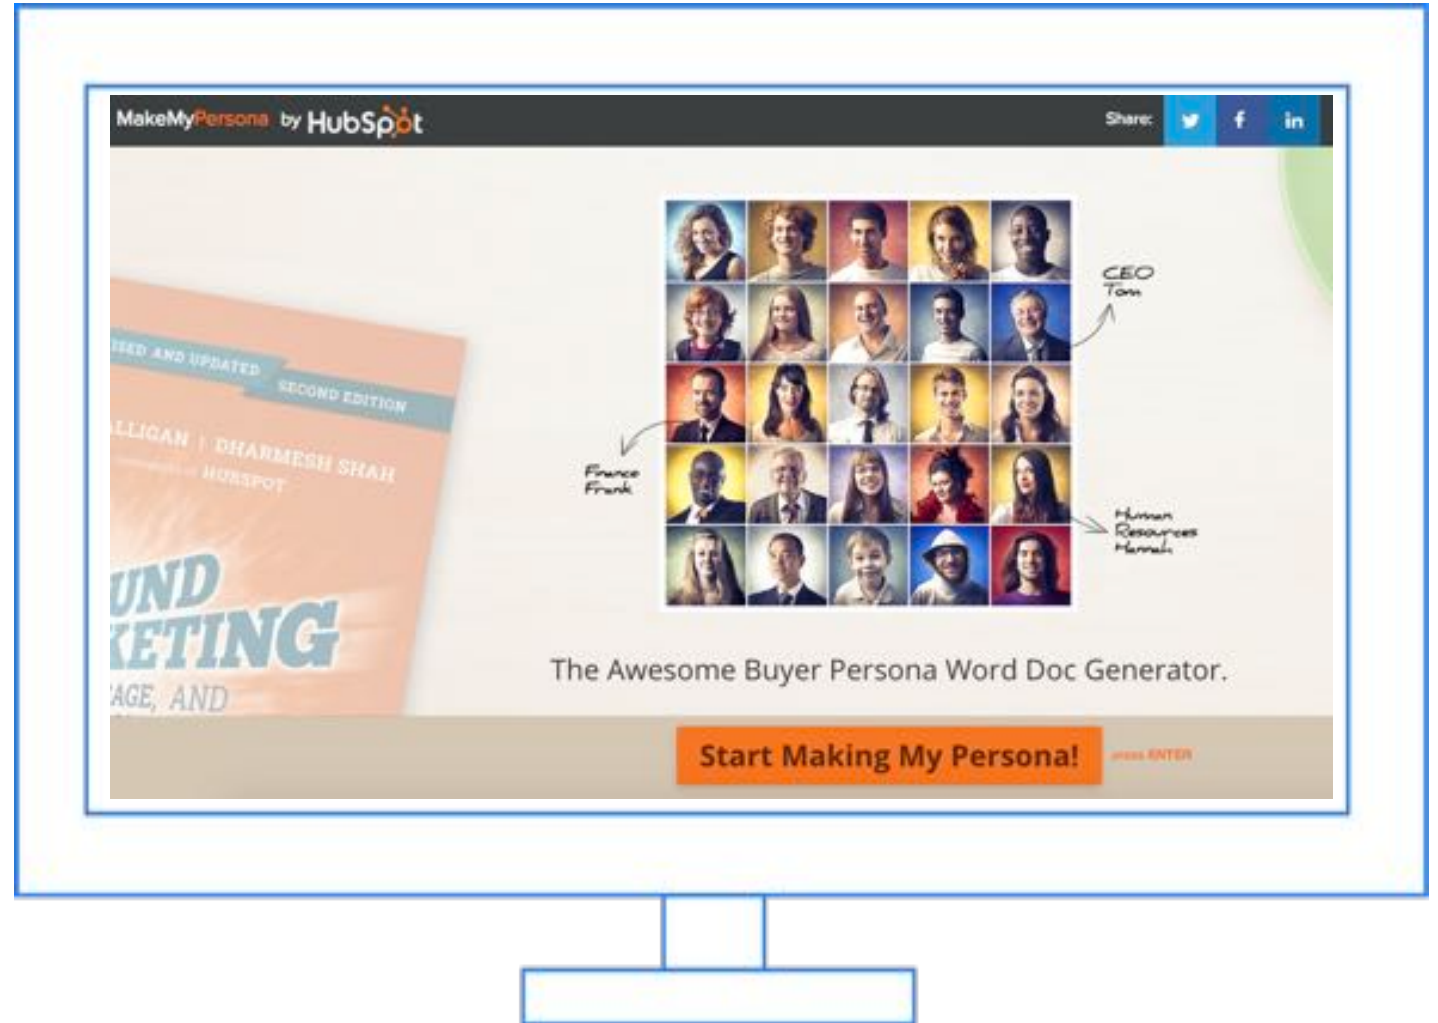 MakeMyPersona by HubSpot
Share:
f
in
CEO
Tom
Finance
Frank
Human
Resources
Hannah
ISED AND UPDATED
SECOND EDITION
ALLIGAN | DHARMESH SHAH
HUBSPOT
UND
KETING
AGE, AND
The Awesome Buyer Persona Word Doc Generator.
Start Making My Persona!
press ENTER